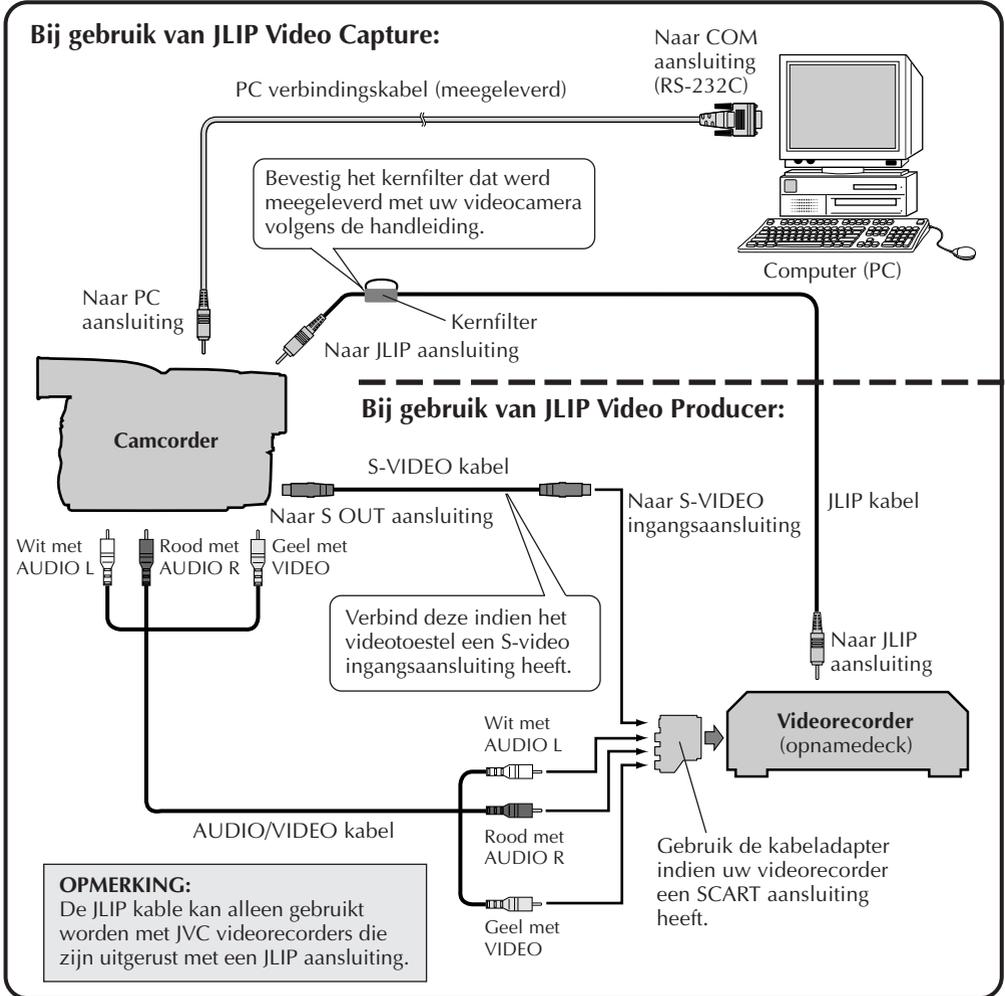 Bij gebruik van JLIP Video Capture:
Naar COM
aansluiting
(RS-232C)
PC verbindingskabel (meegeleverd)
Bevestig het kernfilter dat werd
meegeleverd met uw videocamera
volgens de handleiding.
Computer (PC)
Naar PC
aansluiting
Kernfilter
Naar JLIP aansluiting
Bij gebruik van JLIP Video Producer:
Camcorder
S-VIDEO kabel
Naar S OUT aansluiting
Naar S-VIDEO
ingangsaansluiting
JLIP kabel
Wit met
AUDIO L
Rood met
AUDIO R
Geel met
VIDEO
Verbind deze indien het
videotoestel een S-video
ingangsaansluiting heeft.
Naar JLIP
aansluiting
Wit met
AUDIO L
Videorecorder
(opnamedeck)
AUDIO/VIDEO kabel
Rood met
AUDIO R
Gebruik de kabeladapter
indien uw videorecorder
een SCART aansluiting
heeft.
Geel met
VIDEO
OPMERKING:
De JLIP kable kan alleen gebruikt
worden met JVC videorecorders die
zijn uitgerust met een JLIP aansluiting.